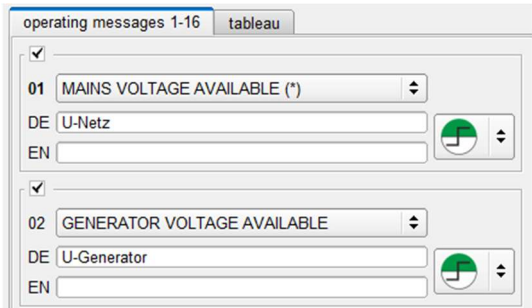 operating messages 1-16 tableau
01 MAINS VOLTAGE AVAILABLE (*)
DE U-Netz
EN
02 GENERATOR VOLTAGE AVAILABLE
DE U-Generator
EN